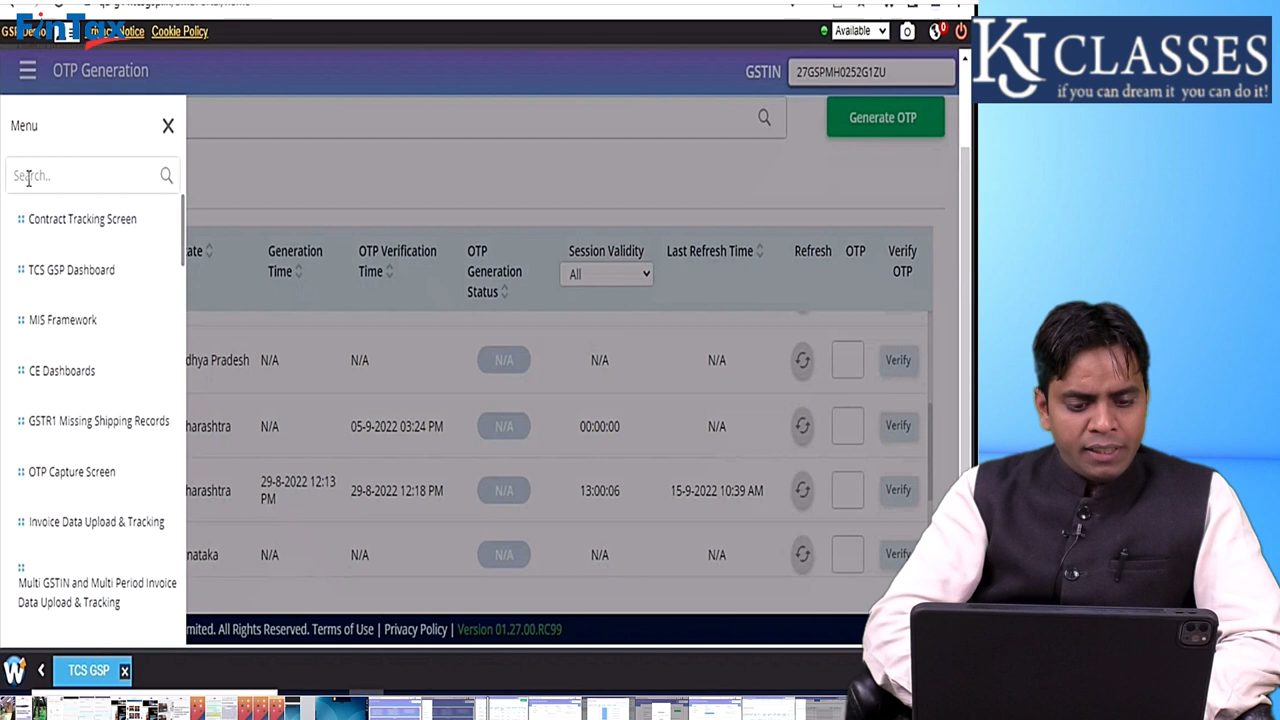 FinTax
Privacy Notice Cookie Policy
Available
0
OTP Generation
GSTIN
27GSPMH0252G1ZU
KJ CLASSES
if you can dream it you can do it!
Menu
X
Generate OTP
Search..
Contract Tracking Screen
TCS GSP Dashboard
MiS Framework
CE Dashboards
GSTR1 Missing Shipping Records
OTP Capture Screen
Invoice Data Upload & Tracking
Multi GSTIN and Multi Period Invoice
Data Upload & Tracking
ate
Generation
Time
OTP Verification
Time
OTP
Generation
Status
Session Validity
All
Last Refresh Time
Refresh
OTP
Verify
OTP
dhya Pradesh N/A N/A N/A N/A N/A Verify
harashtra N/A 05-9-2022 03:24 PM N/A 00:00:00 N/A Verify
harashtra 29-8-2022 12:13 PM 29-8-2022 12:18 PM N/A 13:00:06 15-9-2022 10:39 AM Verify
nataka N/A N/A N/A N/A N/A Verify
mited. All Rights Reserved. Terms of Use | Privacy Policy | Version 01.27.00.RC99
W
TCS GSP
X